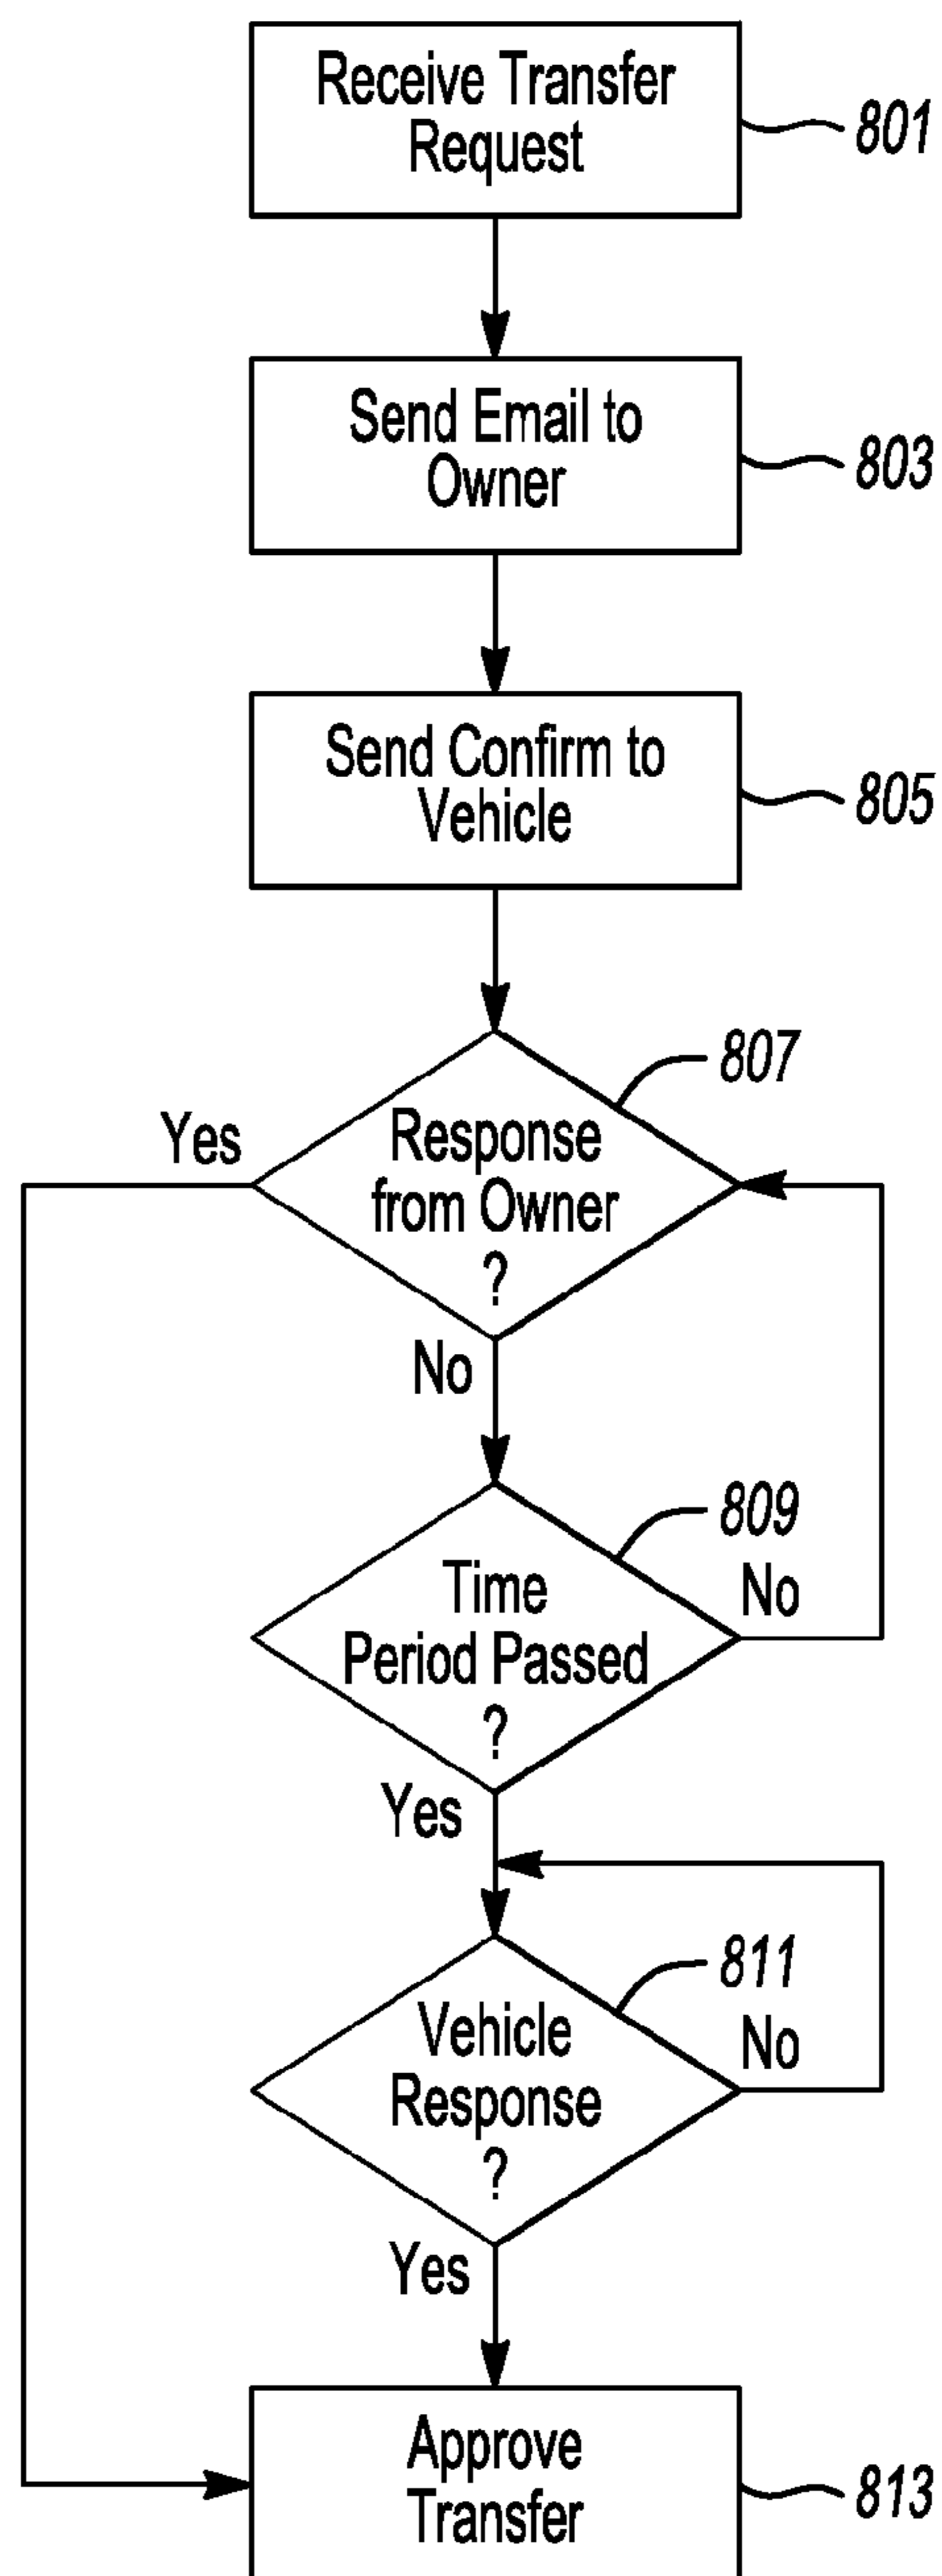 Receive Transfer
Request
801
Send Email to
Owner
803
Send Confirm to
Vehicle
805
807
Yes
Response
from Owner
?
No
809
Time
Period Passed
?
No
Yes
811
Vehicle
Response
?
No
Yes
Approve
Transfer
813